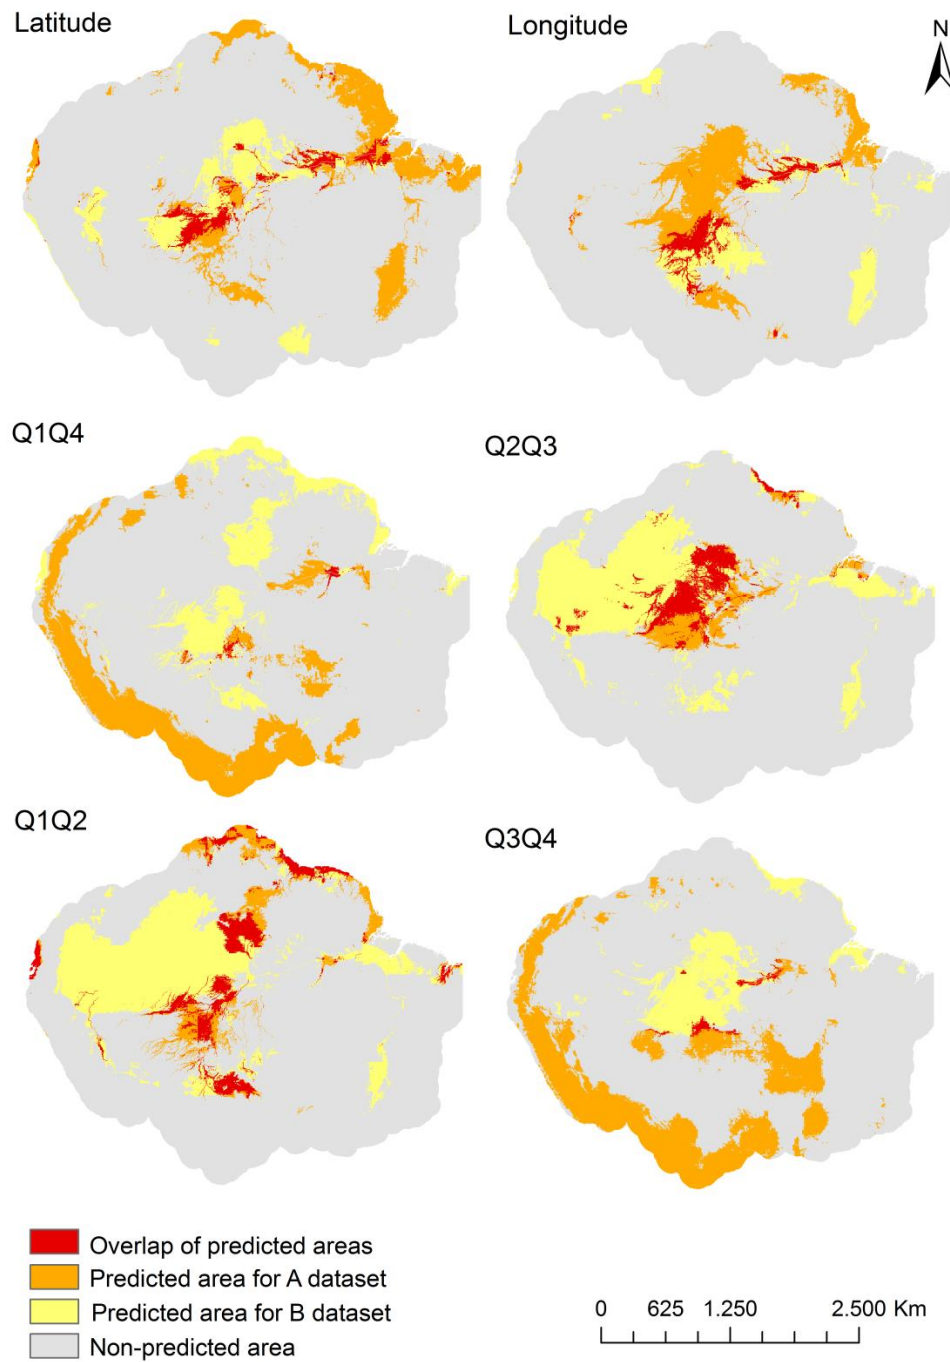 Latitude
Longitude
N
Q1Q4
Q2Q3
Q1Q2
Q3Q4
Overlap of predicted areas
Predicted area for A dataset
Predicted area for B dataset
Non-predicted area
0 625 1.250 2.500 Km